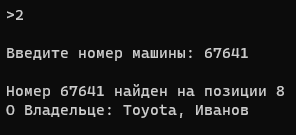 >2
Введите номер машины: 67641
Номер 67641 найден на позиции 8
О Владельце: Toyota, Иванов